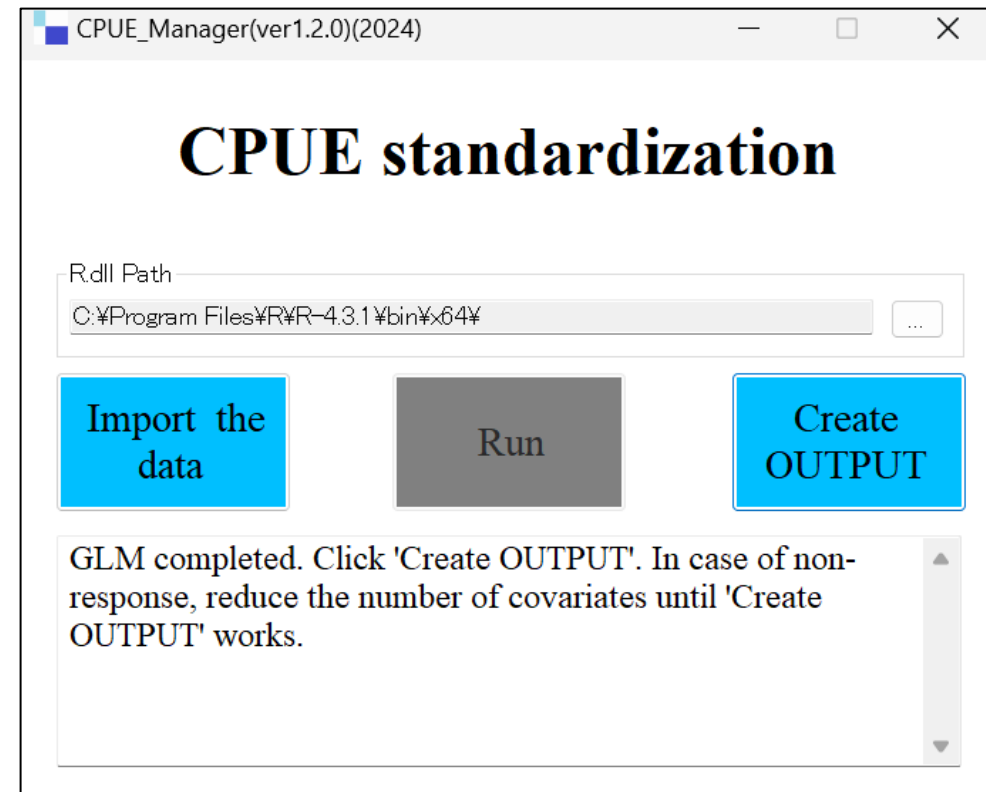 CPUE_Manager(ver1.2.0)(2024)
CPUE standardization
R.dll Path
C:¥Program Files¥R¥R-4.3.1¥bin¥x64¥
...
Import the
data
Run
Create
OUTPUT
GLM completed. Click 'Create OUTPUT'. In case of non-
response, reduce the number of covariates until 'Create
OUTPUT' works.